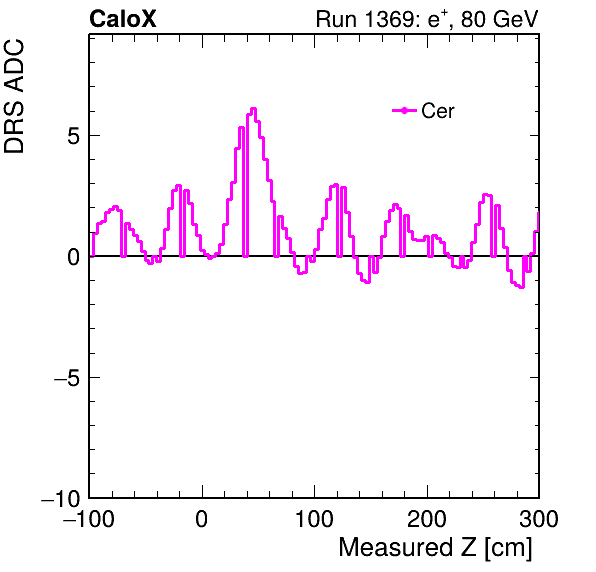 CaloX
Run 1369: e+, 80 GeV
DRS ADC
Cer
5
0
−5
−10
−100 0 100 200 300
Measured Z [cm]